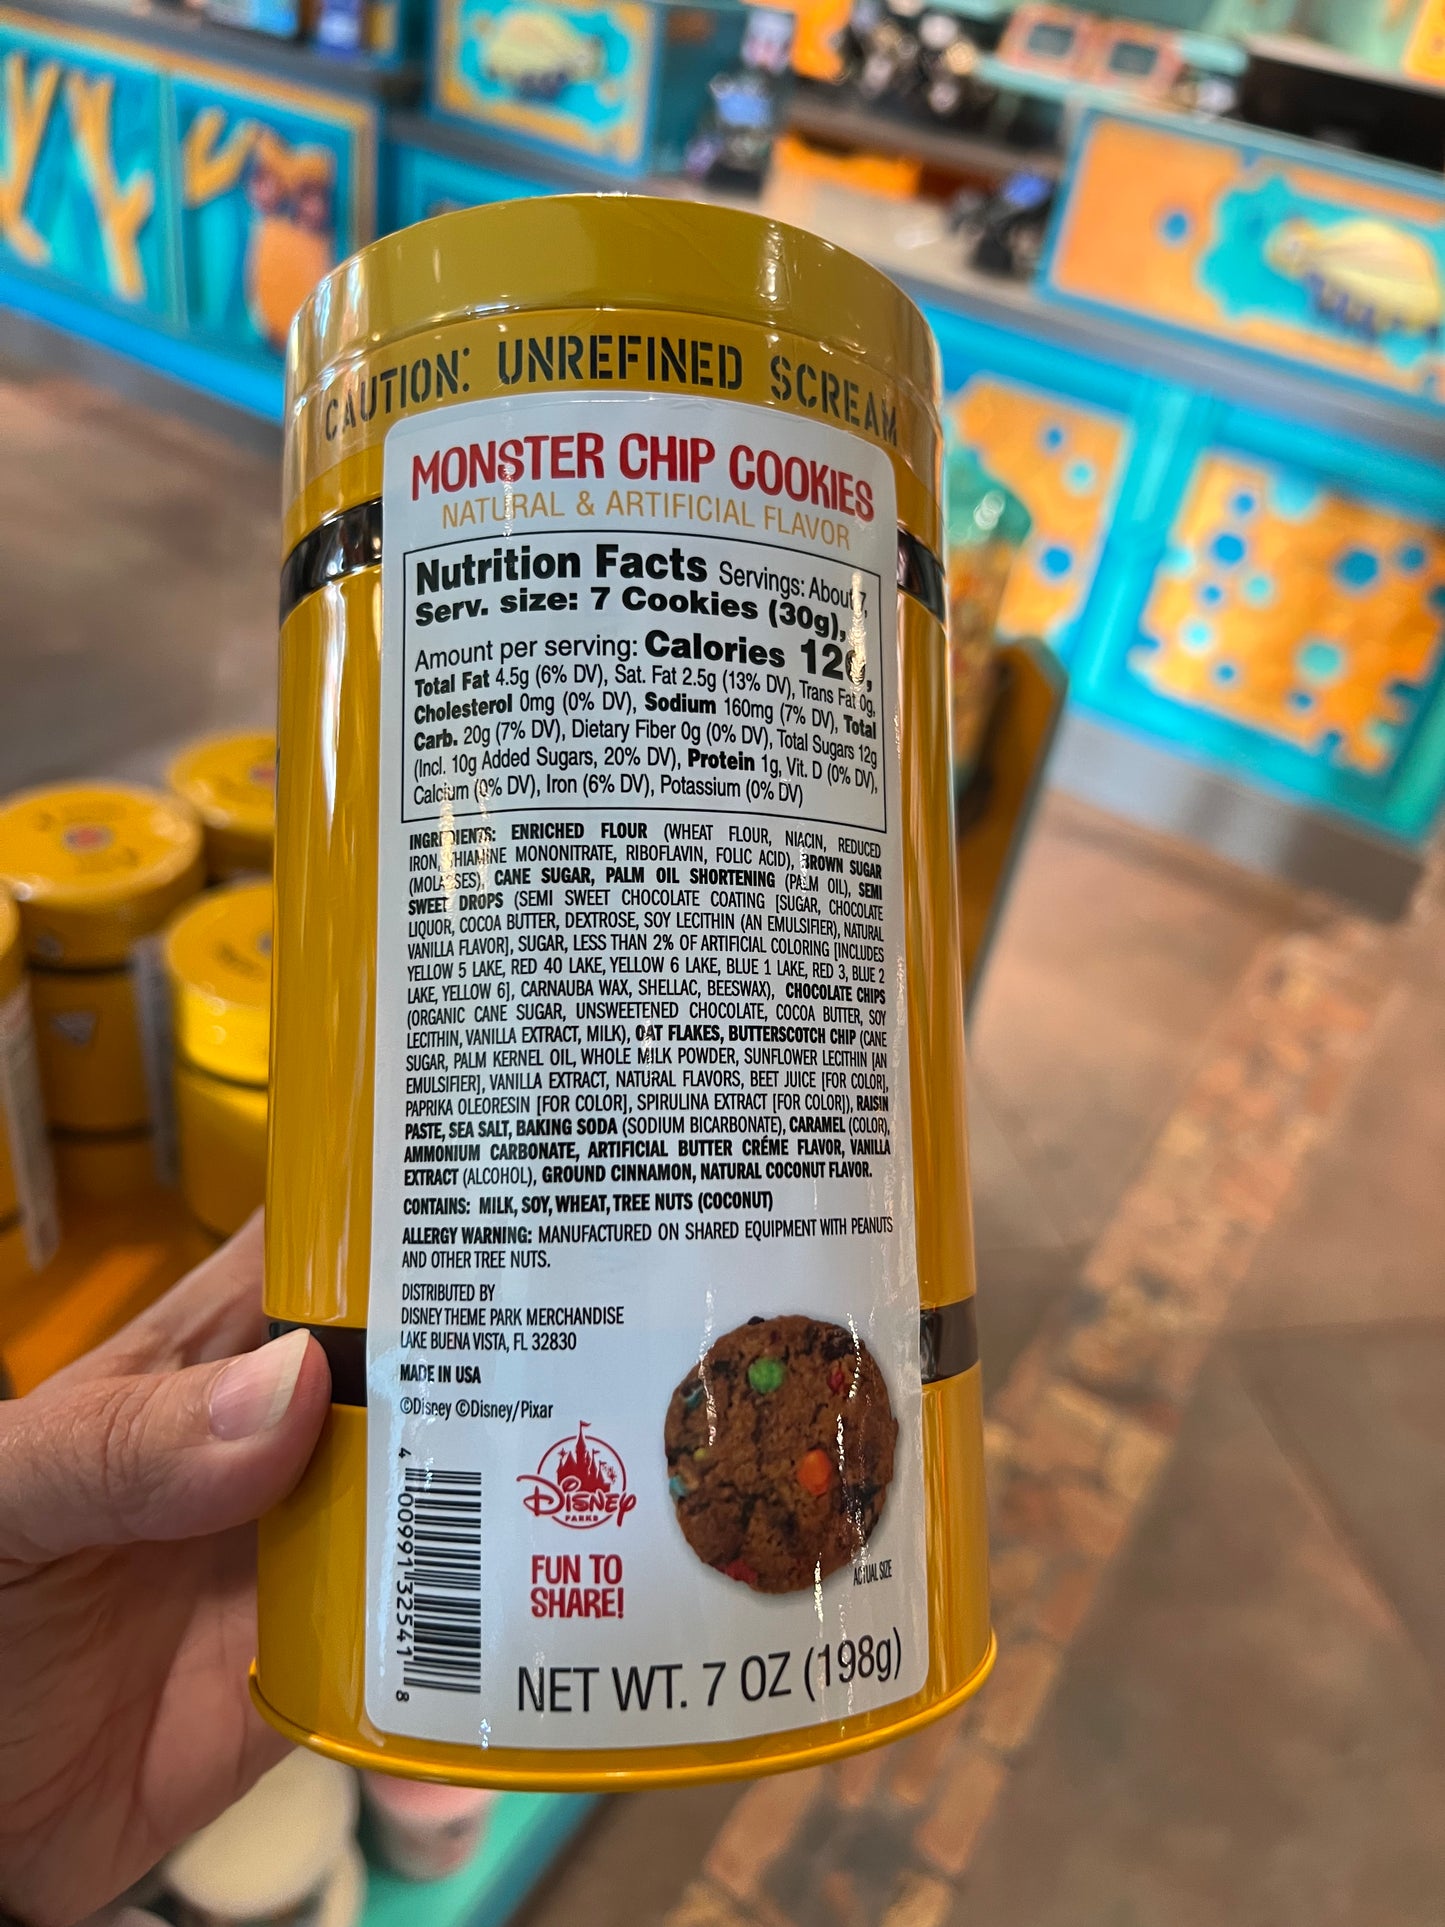 CAUTION: UNREFINED SCREAM
MONSTER CHIP COOKIES
NATURAL & ARTIFICIAL FLAVOR
Nutrition Facts Servings: About 7,
Serv. size: 7 Cookies (30g),
Amount per serving: Calories 120,
Total Fat 4.5g (6% DV), Sat. Fat 2.5g (13% DV), Trans Fat 0g,
Cholesterol 0mg (0% DV), Sodium 160mg (7% DV), Total
Carb. 20g (7% DV), Dietary Fiber 0g (0% DV), Total Sugars 12g
(Incl. 10g Added Sugars, 20% DV), Protein 1g, Vit. D (0% DV),
Calcium (0% DV), Iron (6% DV), Potassium (0% DV)
INGREDIENTS: ENRICHED FLOUR (WHEAT FLOUR, NIACIN, REDUCED
IRON, THIAMINE MONONITRATE, RIBOFLAVIN, FOLIC ACID), BROWN SUGAR
(MOLASSES), CANE SUGAR, PALM OIL SHORTENING (PALM OIL), SEMI
SWEET DROPS (SEMI SWEET CHOCOLATE COATING [SUGAR, CHOCOLATE
LIQUOR, COCOA BUTTER, DEXTROSE, SOY LECITHIN (AN EMULSIFIER), NATURAL
VANILLA FLAVOR], SUGAR, LESS THAN 2% OF ARTIFICIAL COLORING [INCLUDES
YELLOW 5 LAKE, RED 40 LAKE, YELLOW 6 LAKE, BLUE 1 LAKE, RED 3, BLUE 2
LAKE, YELLOW 6], CARNAUBA WAX, SHELLAC, BEESWAX), CHOCOLATE CHIPS
(ORGANIC CANE SUGAR, UNSWEETENED CHOCOLATE, COCOA BUTTER, SOY
LECITHIN, VANILLA EXTRACT, MILK), OAT FLAKES, BUTTERSCOTCH CHIP (CANE
SUGAR, PALM KERNEL OIL, WHOLE MILK POWDER, SUNFLOWER LECITHIN [AN
EMULSIFIER], VANILLA EXTRACT, NATURAL FLAVORS, BEET JUICE [FOR COLOR],
PAPRIKA OLEORESIN [FOR COLOR], SPIRULINA EXTRACT [FOR COLOR]), RAISIN
PASTE, SEA SALT, BAKING SODA (SODIUM BICARBONATE), CARAMEL (COLOR),
AMMONIUM CARBONATE, ARTIFICIAL BUTTER CRÉME FLAVOR, VANILLA
EXTRACT (ALCOHOL), GROUND CINNAMON, NATURAL COCONUT FLAVOR.
CONTAINS: MILK, SOY, WHEAT, TREE NUTS (COCONUT)
ALLERGY WARNING: MANUFACTURED ON SHARED EQUIPMENT WITH PEANUTS
AND OTHER TREE NUTS.
DISTRIBUTED BY
DISNEY THEME PARK MERCHANDISE
LAKE BUENA VISTA, FL 32830
MADE IN USA
©Disney ©Disney/Pixar
4 00991 32541 8
DISNEY
PARKS
FUN TO
SHARE!
ACTUAL SIZE
NET WT. 7 OZ (198g)